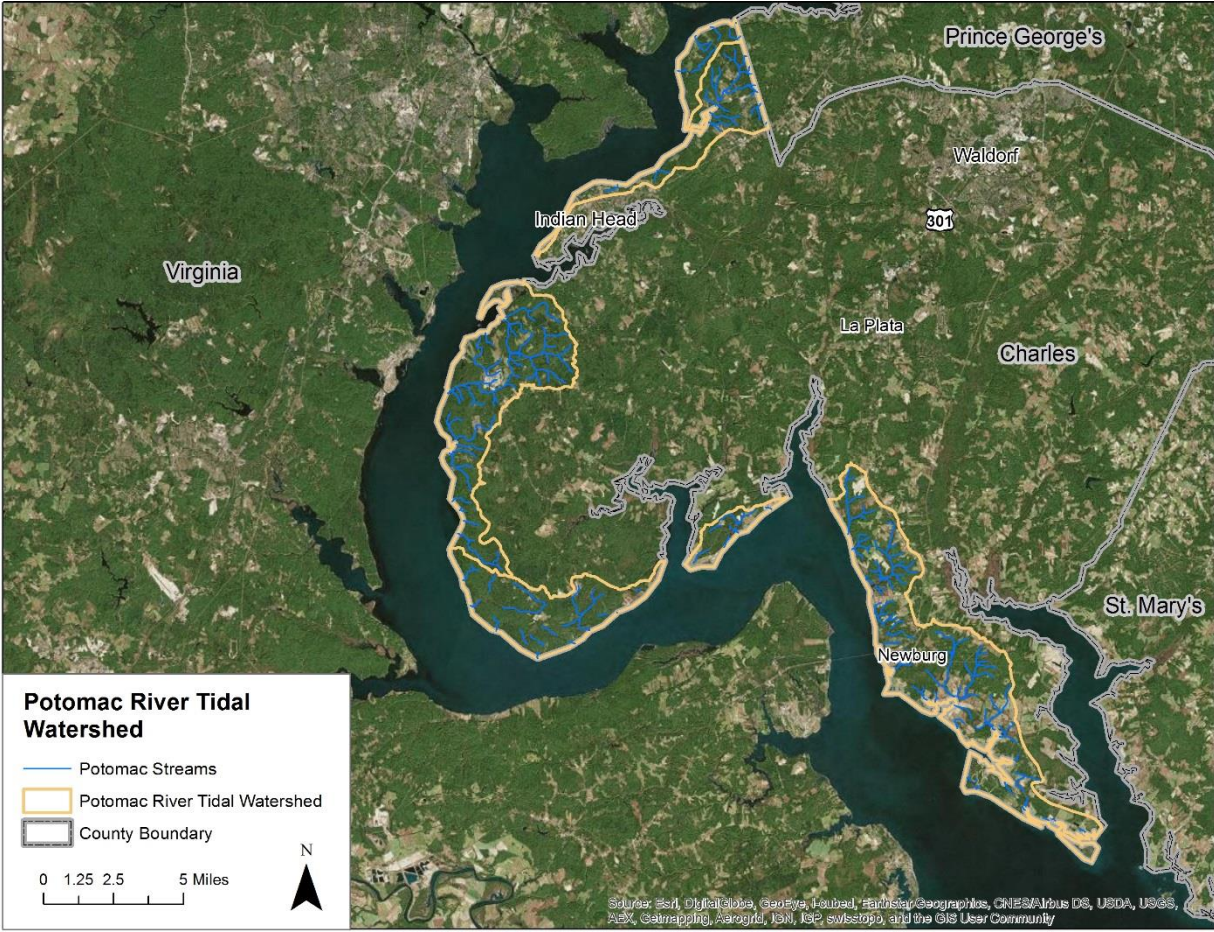 Prince George's
Waldorf
301
Indian Head
Virginia
La Plata
Charles
St. Mary's
Newburg
Potomac River Tidal
Watershed
Potomac Streams
Potomac River Tidal Watershed
County Boundary
N
0 1.25 2.5 5 Miles
Source: Esri, DigitalGlobe, GeoEye, i-cubed, Earthstar Geographics, CNES/Airbus DS, USDA, USGS,
AEX, Getmapping, Aerogrid, IGN, IGP, swisstopo, and the GIS User Community